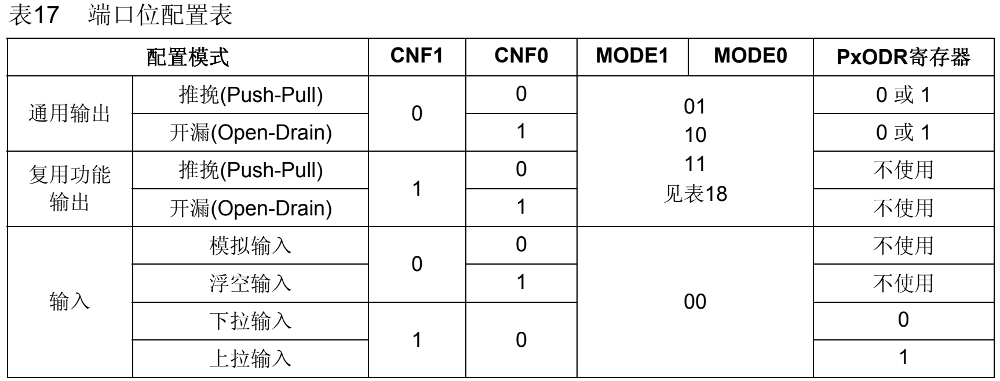 表17 端口位配置表
配置模式 CNF1 CNF0 MODE1 MODE0 PxODR寄存器
通用输出 推挽(Push-Pull) 0 0 01 0 或 1
开漏(Open-Drain) 1 10 0 或 1
复用功能 推挽(Push-Pull) 1 0 11 不使用
输出 开漏(Open-Drain) 1 见表18 不使用
输入 模拟输入 0 0 00 不使用
浮空输入 1 不使用
下拉输入 1 0 0
上拉输入 1